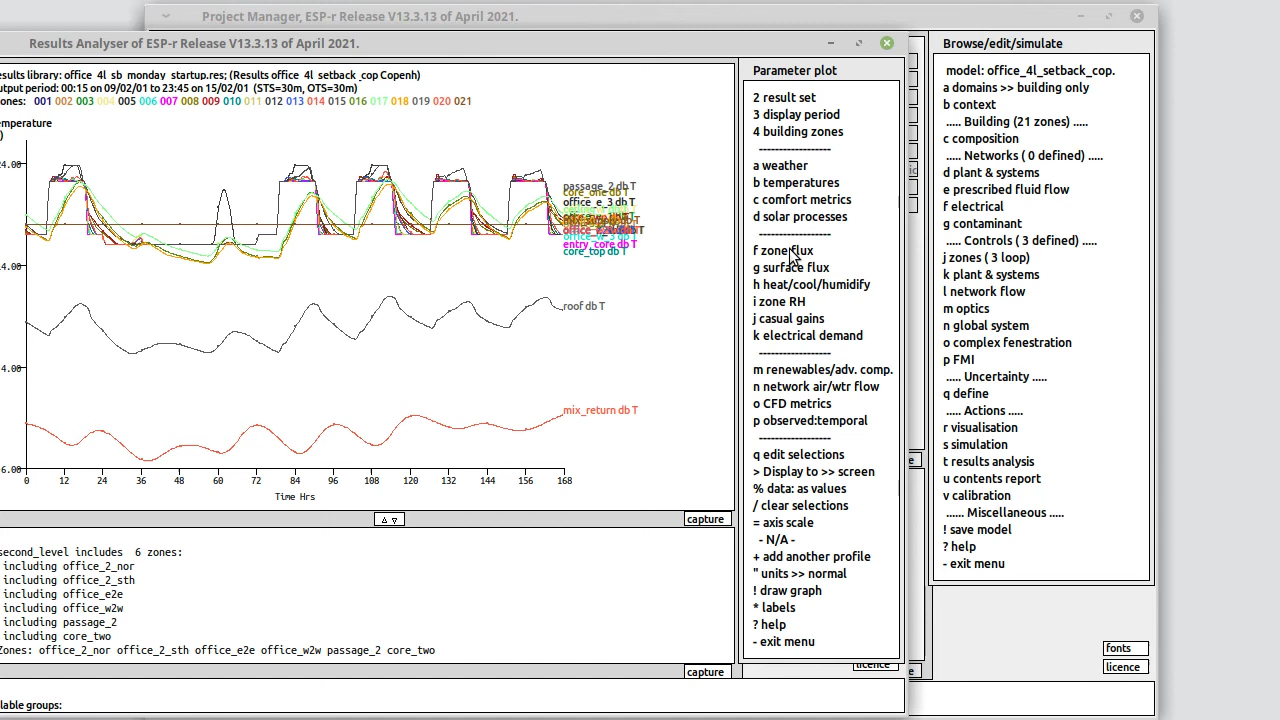 Project Manager, ESP-r Release V13.3.13 of April 2021.
Results Analyser of ESP-r Release V13.3.13 of April 2021.
esults library: office_4l_sb_monday_startup.res; (Results office_4l_setback_cop Copenh)
utput period: 00:15 on 09/02/01 to 23:45 on 15/02/01 (STS=30m, OTS=30m)
ones: 001 002 003 004 005 006 007 008 009 010 011 012 013 014 015 016 017 018 019 020 021
emperature
)
24.00
14.00
4.00
6.00
passage_2 db T
core_one db T
office_e_3 db T
entry_core db T
core_top db T
roof db T
mix_return db T
0 12 24 36 48 60 72 84 96 108 120 132 144 156 168
Time Hrs
capture
second_level includes 6 zones:
including office_2_nor
including office_2_sth
including office_e2e
including office_w2w
including passage_2
including core_two
Zones: office_2_nor office_2_sth office_e2e office_w2w passage_2 core_two
capture
lable groups:
Parameter plot
2 result set
3 display period
4 building zones
------------------
a weather
b temperatures
c comfort metrics
d solar processes
------------------
f zone flux
g surface flux
h heat/cool/humidify
i zone RH
j casual gains
k electrical demand
------------------
m renewables/adv. comp.
n network air/wtr flow
o CFD metrics
p observed:temporal
------------------
q edit selections
> Display to >> screen
% data: as values
/ clear selections
= axis scale
- N/A -
+ add another profile
" units >> normal
! draw graph
* labels
? help
- exit menu
licence
Browse/edit/simulate
model: office_4l_setback_cop.
a domains >> building only
b context
..... Building (21 zones) .....
c composition
..... Networks ( 0 defined) .....
d plant & systems
e prescribed fluid flow
f electrical
g contaminant
..... Controls ( 3 defined) .....
j zones ( 3 loop)
k plant & systems
l network flow
m optics
n global system
o complex fenestration
p FMI
..... Uncertainty .....
q define
..... Actions .....
r visualisation
s simulation
t results analysis
u contents report
v calibration
...... Miscellaneous .....
! save model
? help
- exit menu
fonts
licence